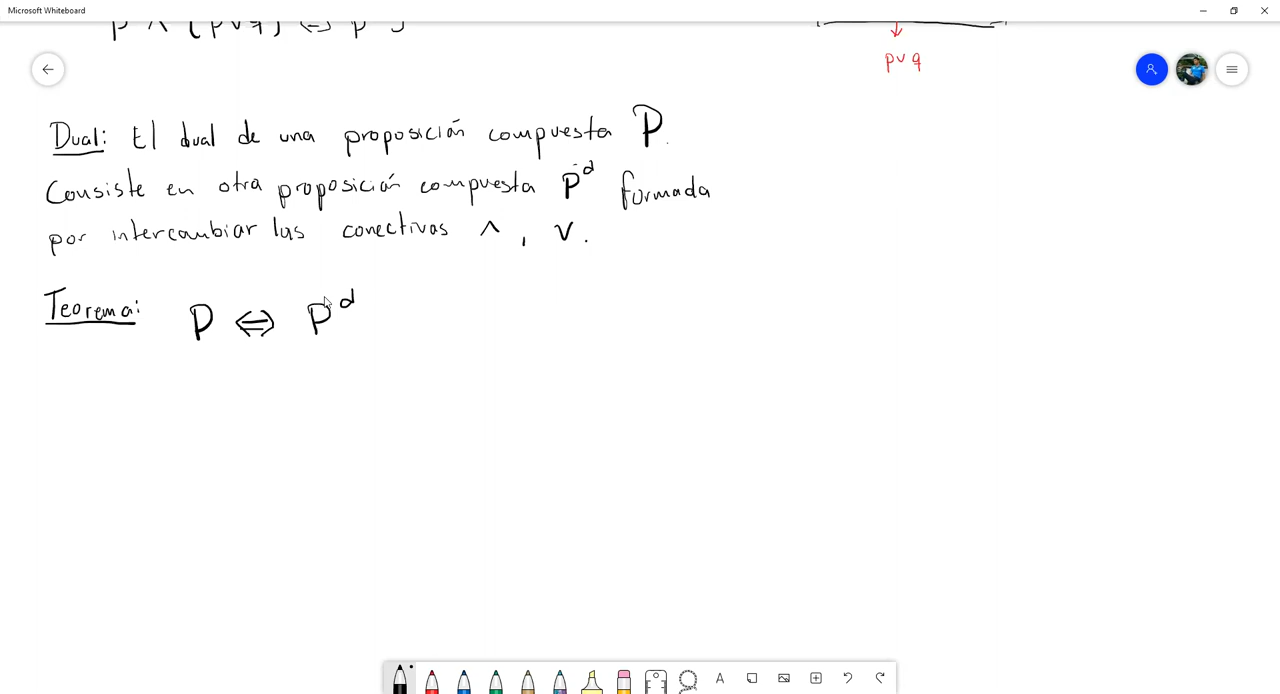 Microsoft Whiteboard
p ∧ (p ∨ q) ⇔ p
p ∨ q
Dual: El dual de una proposición compuesta P.
Consiste en otra proposición compuesta P^d formada
por intercambiar las conectivas ∧, ∨.
Teorema: P ⇔ P^d